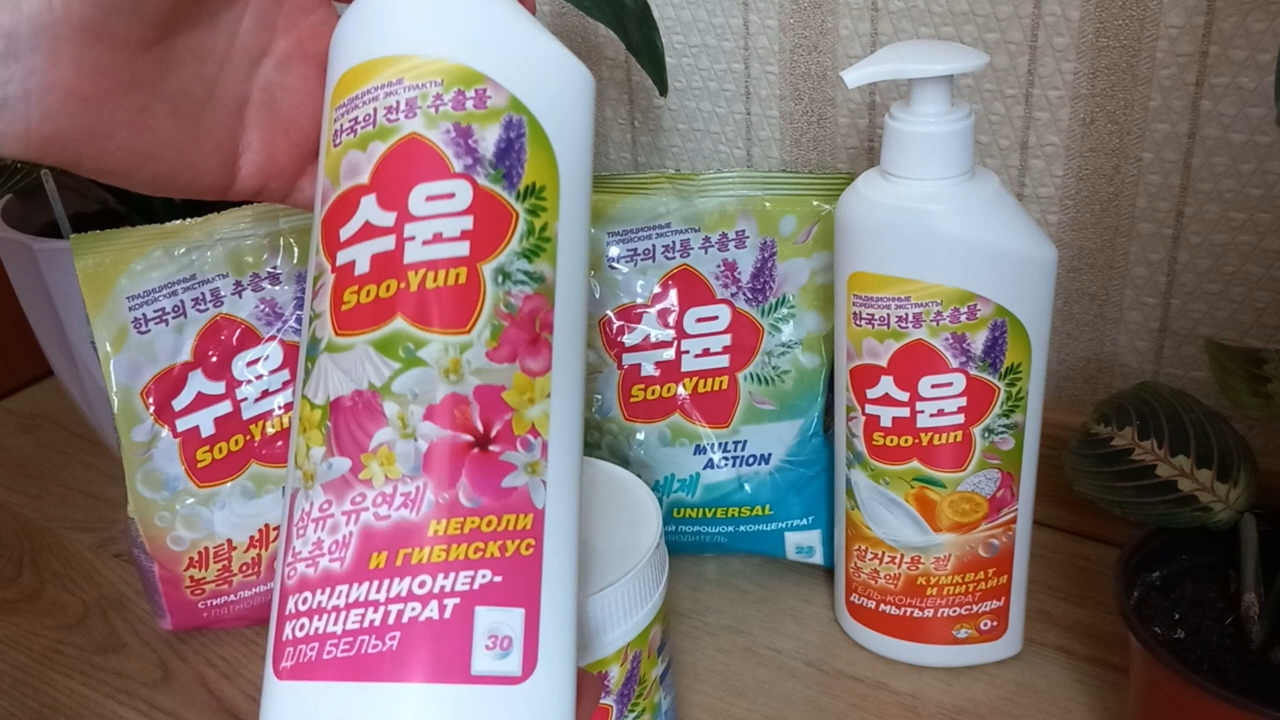 ТРАДИЦИОННЫЕ
КОРЕЙСКИЕ ЭКСТРАКТЫ
한국의 전통 추출물
수윤
Soo-Yun
세탁
농축액
СТИРАЛЬНЫЙ
ТРАДИЦИОННЫЕ
КОРЕЙСКИЕ ЭКСТРАКТЫ
한국의 전통 추출물
수윤
Soo-Yun
섬유 유연제
농축액
НЕРОЛИ
И ГИБИСКУС
КОНДИЦИОНЕР-
КОНЦЕНТРАТ
ДЛЯ БЕЛЬЯ
30
ТРАДИЦИОННЫЕ
КОРЕЙСКИЕ ЭКСТРАКТЫ
한국의 전통 추출물
수윤
Soo-Yun
MULTI
ACTION
세제
UNIVERSAL
ПОРОШОК-КОНЦЕНТРАТ
23
ТРАДИЦИОННЫЕ
КОРЕЙСКИЕ ЭКСТРАКТЫ
한국의 전통 추출물
수윤
Soo-Yun
설거지용 젤
농축액
КУМКВАТ
И ПИТАЙЯ
ГЕЛЬ-КОНЦЕНТРАТ
ДЛЯ МЫТЬЯ ПОСУДЫ
0+